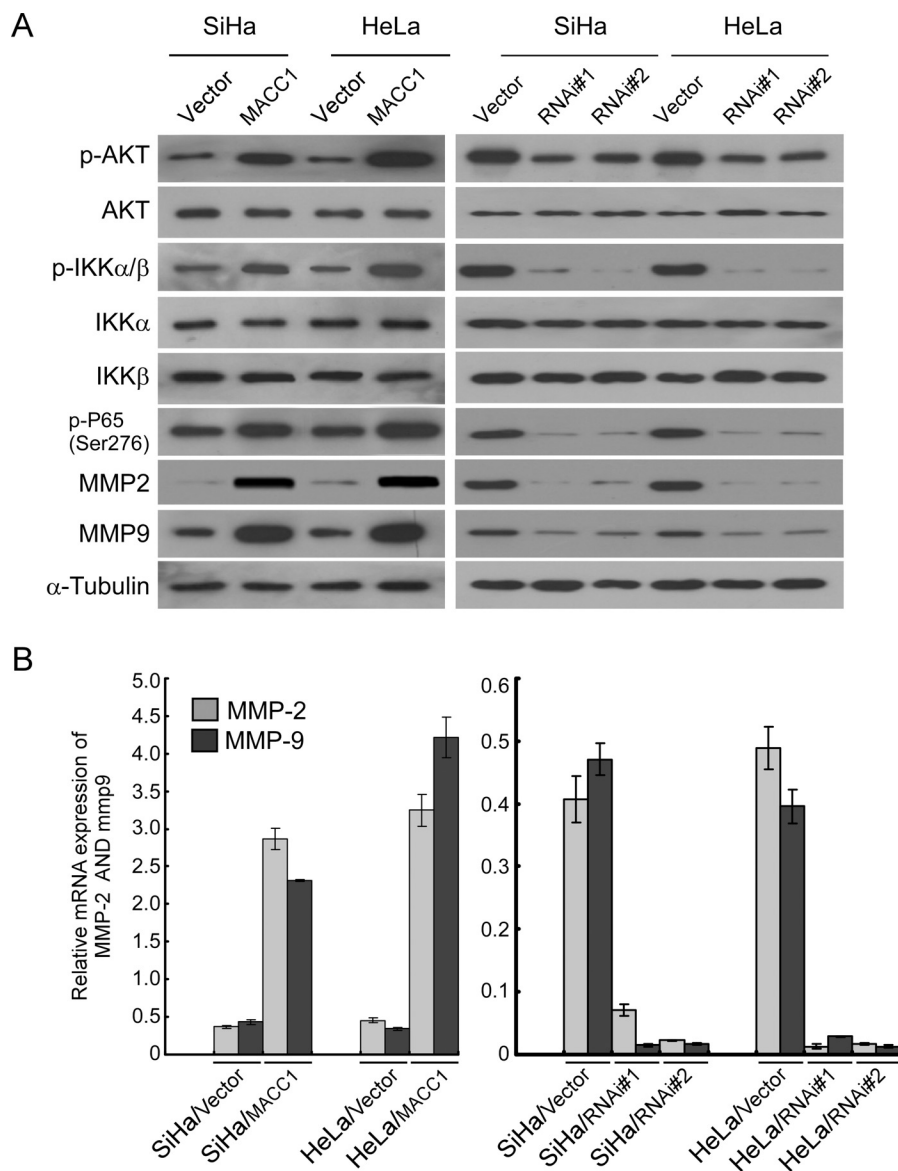 A
SiHa HeLa SiHa HeLa
Vector MACC1 Vector MACC1 Vector RNAi#1 RNAi#2 Vector RNAi#1 RNAi#2
p-AKT
AKT
p-IKKα/β
IKKα
IKKβ
p-P65
(Ser276)
MMP2
MMP9
α-Tubulin
B
Relative mRNA expression of
MMP-2 AND mmp9
5.0
4.5
4.0
3.5
3.0
2.5
2.0
1.5
1.0
0.5
0
MMP-2
MMP-9
SiHa/Vector SiHa/MACC1 HeLa/Vector HeLa/MACC1
0.6
0.5
0.4
0.3
0.2
0.1
0
SiHa/Vector SiHa/RNAi#1 SiHa/RNAi#2 HeLa/Vector HeLa/RNAi#1 HeLa/RNAi#2